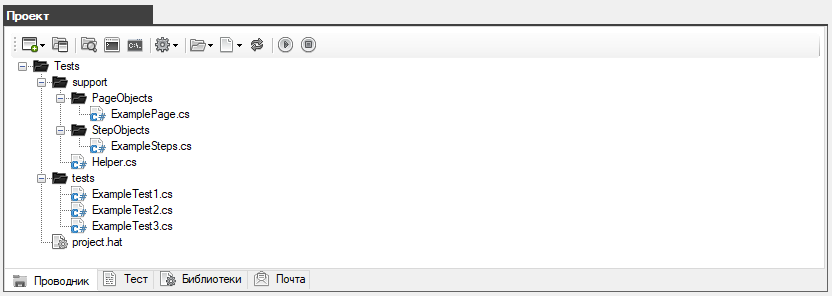 Проект
Tests
support
PageObjects
ExamplePage.cs
StepObjects
ExampleSteps.cs
Helper.cs
tests
ExampleTest1.cs
ExampleTest2.cs
ExampleTest3.cs
project.hat
Проводник Тест Библиотеки Почта